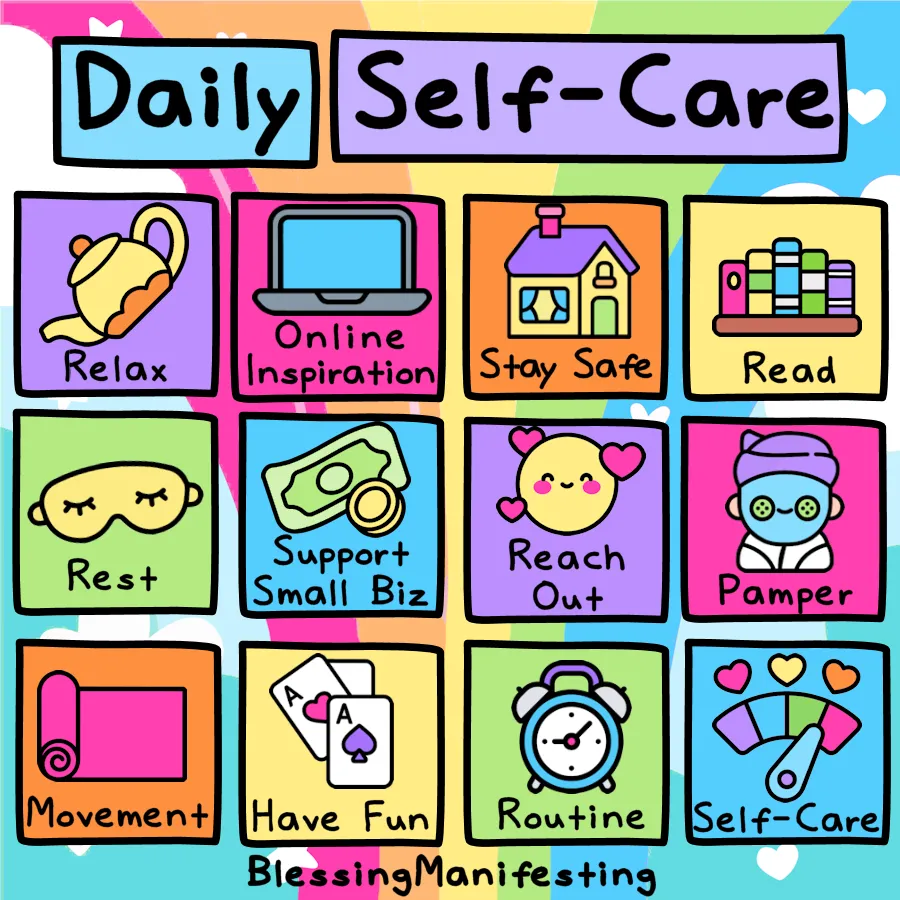 Daily Self-Care
Relax
Online
Inspiration
Stay Safe
Read
Rest
Support
Small Biz
Reach
Out
Pamper
Movement
A
A
Have Fun
Routine
Self-Care
BlessingManifesting